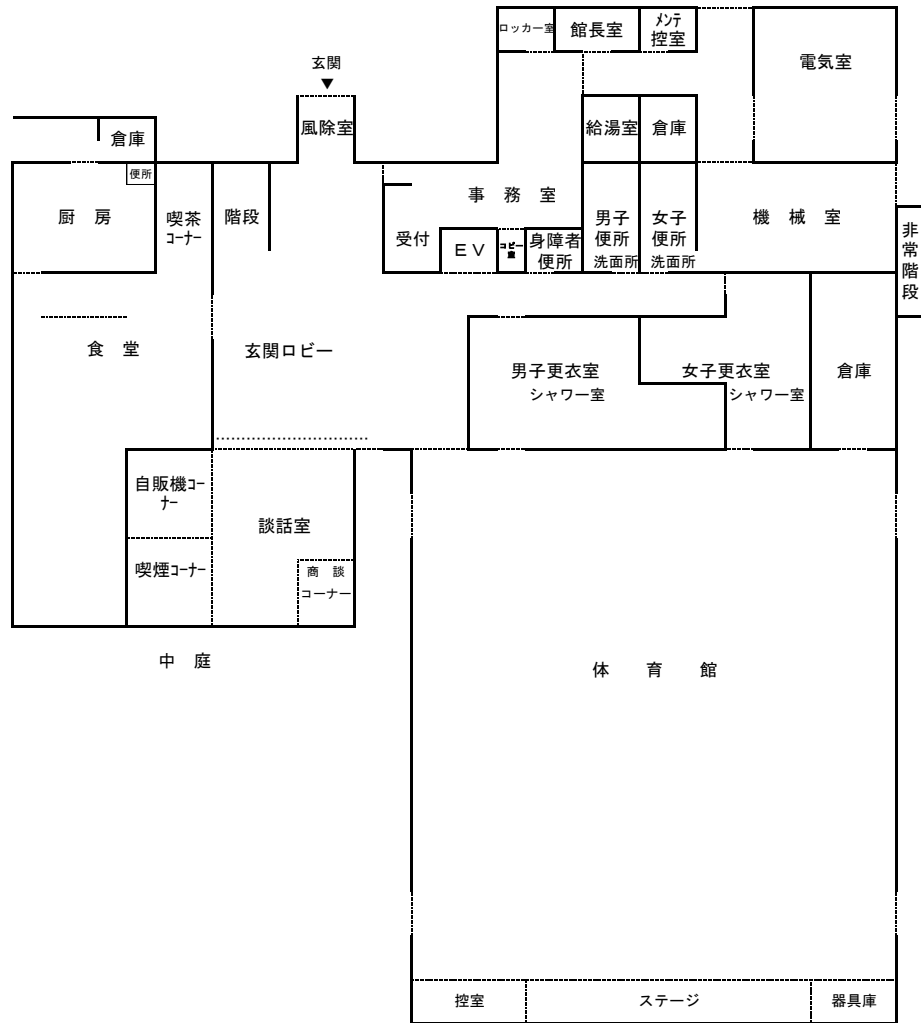 ロッカー室
館長室
ﾒﾝﾃ
控室
電気室
玄関
▼
風除室
給湯室
倉庫
倉庫
便所
厨　房
喫茶
ｺｰﾅｰ
階段
事　務　室
受付
ＥＶ
コピー
室
身障者
便所
男子
便所
洗面所
女子
便所
洗面所
機　械　室
非
常
階
段
食　堂
玄関ロビー
男子更衣室
シャワー室
女子更衣室
シャワー室
倉庫
自販機ｺｰ
ﾅｰ
喫煙ｺｰﾅｰ
談話室
商　談
コーナー
中　庭
体　育　館
控室
ステージ
器具庫